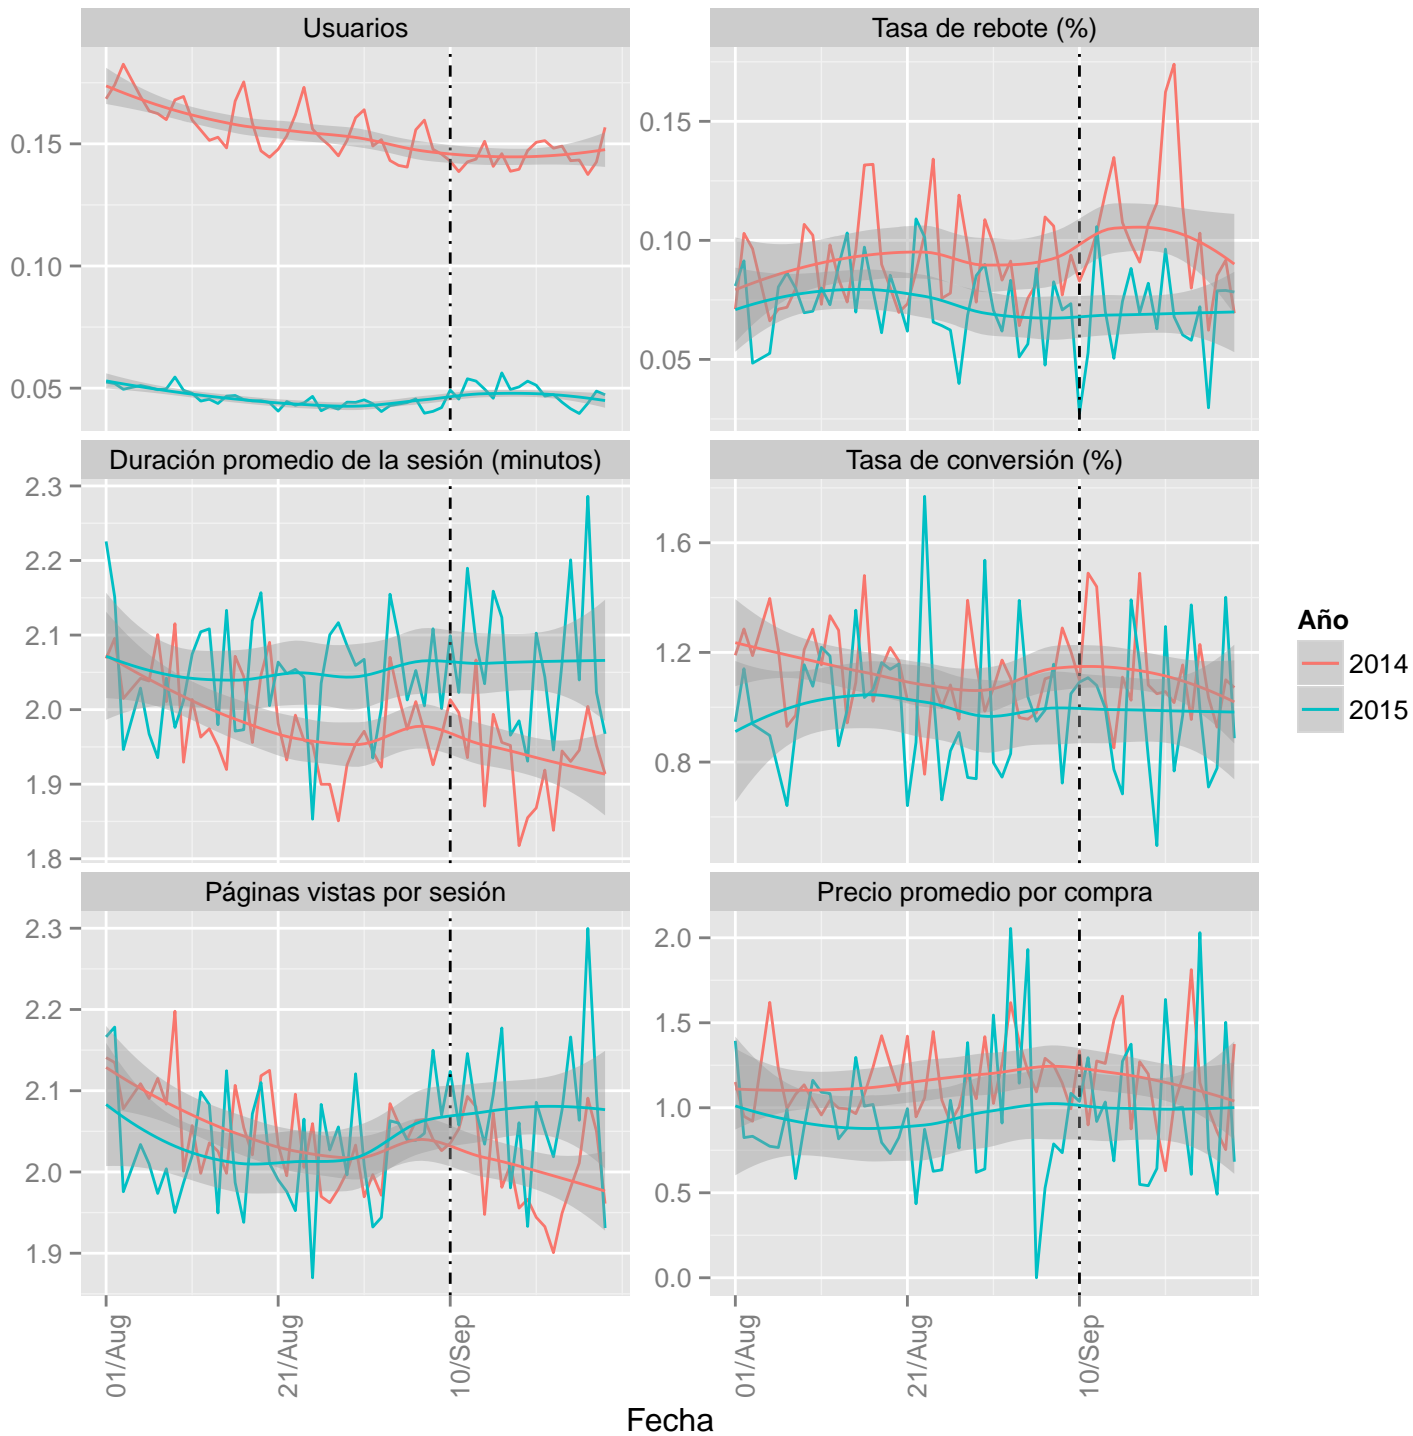 Usuarios
Tasa de rebote (%)
0.15
0.10
0.05
0.15
0.10
0.05
Duración promedio de la sesión (minutos)
Tasa de conversión (%)
2.3
2.2
2.1
2.0
1.9
1.8
1.6
1.2
0.8
Páginas vistas por sesión
Precio promedio por compra
2.3
2.2
2.1
2.0
1.9
2.0
1.5
1.0
0.5
0.0
01/Aug
21/Aug
10/Sep
01/Aug
21/Aug
10/Sep
Fecha
Año
2014
2015